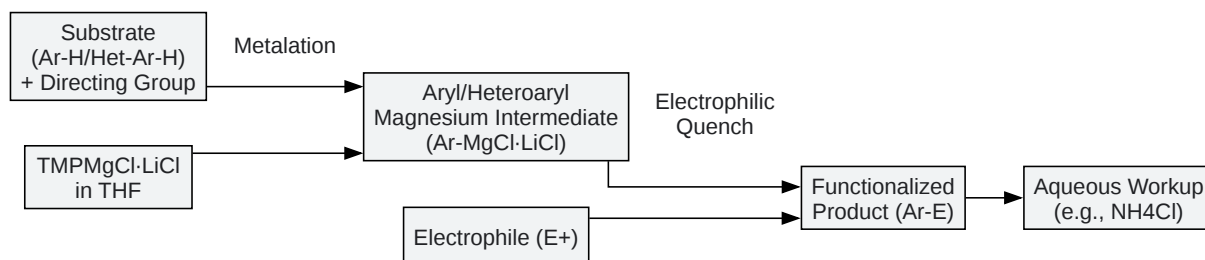 Substrate
(Ar-H/Het-Ar-H)
+ Directing Group
Metalation
TMPMgCl·LiCl
in THF
Aryl/Heteroaryl
Magnesium Intermediate
(Ar-MgCl·LiCl)
Electrophilic
Quench
Electrophile (E+)
Functionalized
Product (Ar-E)
Aqueous Workup
(e.g., NH4Cl)